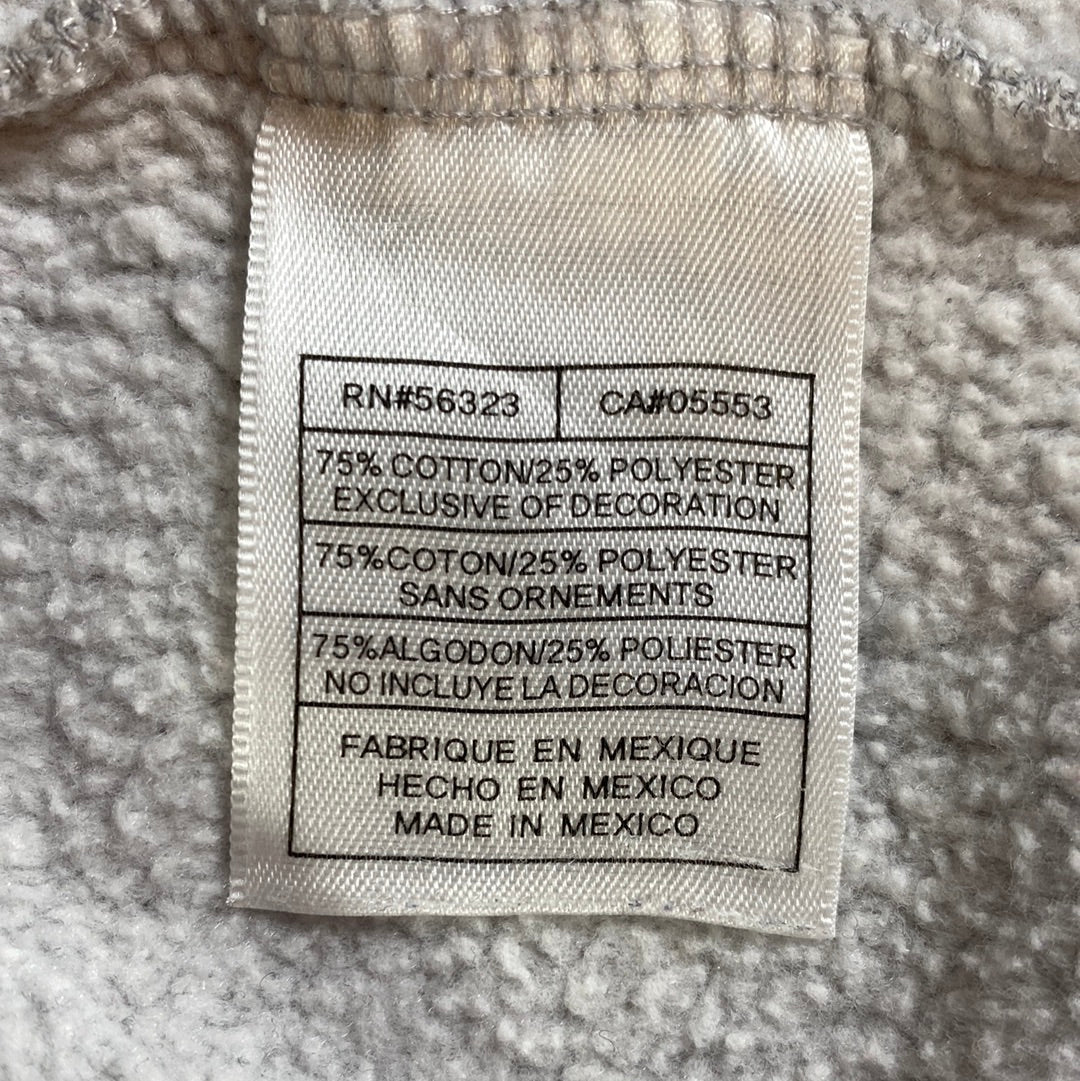 RN#56323 CA#05553
75% COTTON/25% POLYESTER
EXCLUSIVE OF DECORATION
75%COTON/25% POLYESTER
SANS ORNEMENTS
75%ALGODON/25% POLIESTER
NO INCLUYE LA DECORACION
FABRIQUE EN MEXIQUE
HECHO EN MEXICO
MADE IN MEXICO